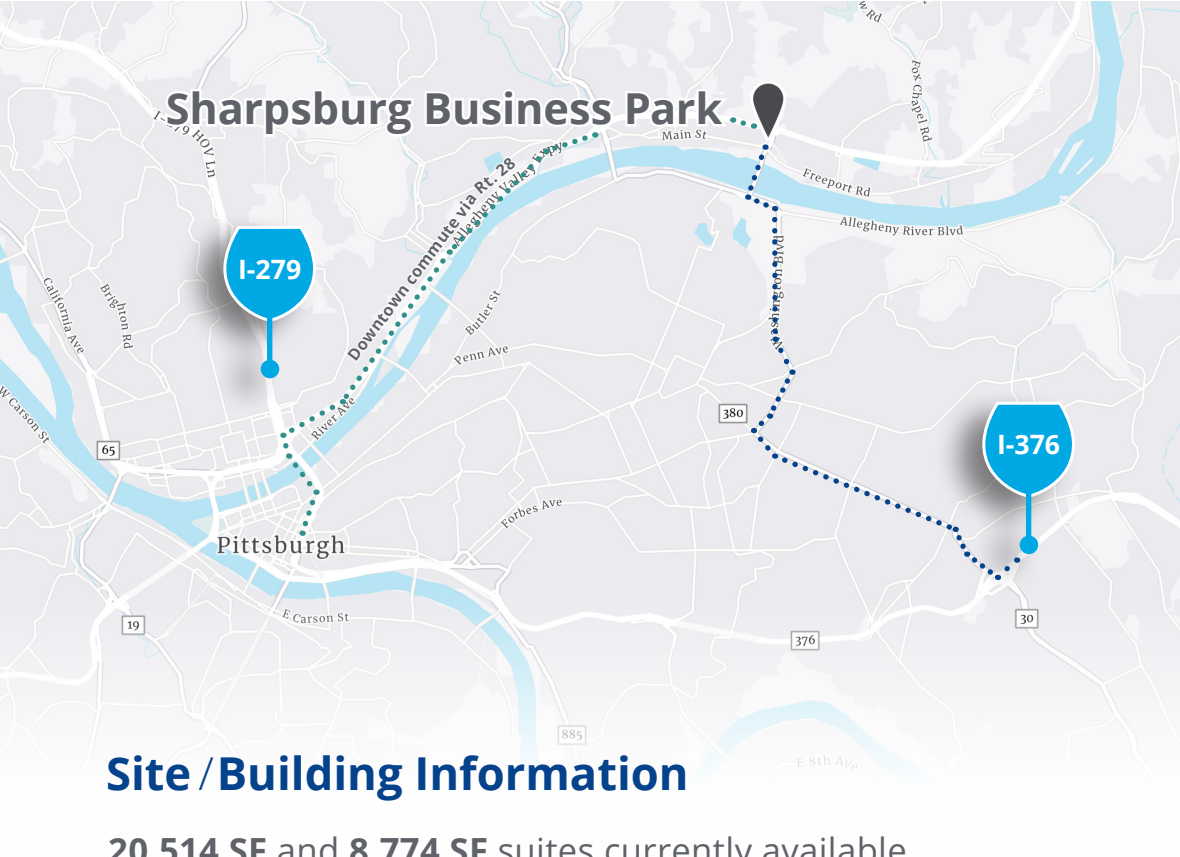 w Rd
Fox Chapel Rd
Sharpsburg Business Park
I-279 HOV Ln
Main St
Allegheny Valley Expy
Downtown commute via Rt. 28
Freeport Rd
Allegheny River Blvd
Washington Blvd
I-279
California Ave
Brighton Rd
Butler St
Penn Ave
W Carson St
River Ave
380
65
I-376
Forbes Ave
Pittsburgh
E Carson St
19
30
376
885
E 8th Ave
Site / Building Information
20,514 SF and 8,774 SF suites currently available